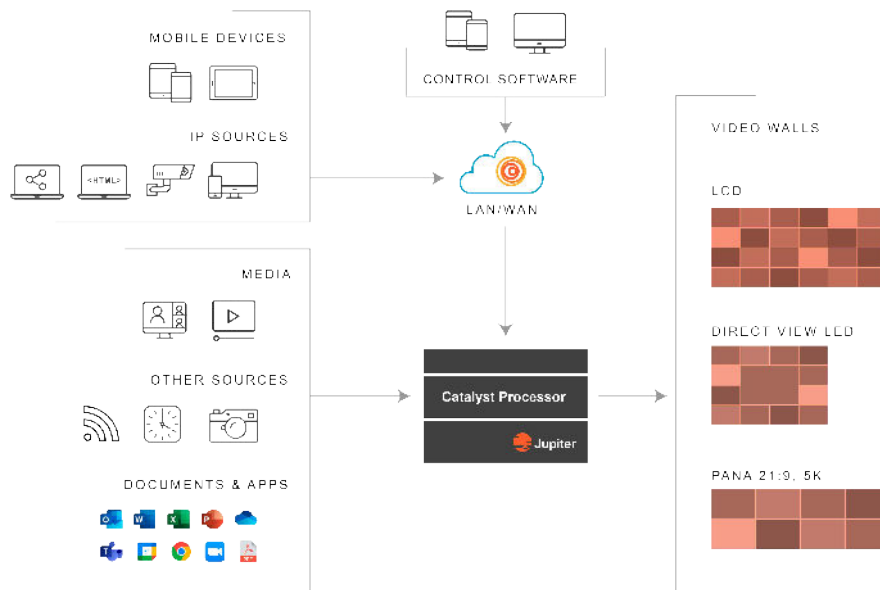 MOBILE DEVICES
IP SOURCES
<HTML>
CONTROL SOFTWARE
LAN/WAN
MEDIA
OTHER SOURCES
DOCUMENTS & APPS
O
W
X
P
T
Catalyst Processor
Jupiter
VIDEO WALLS
LCD
DIRECT VIEW LED
PANA 21:9, 5K